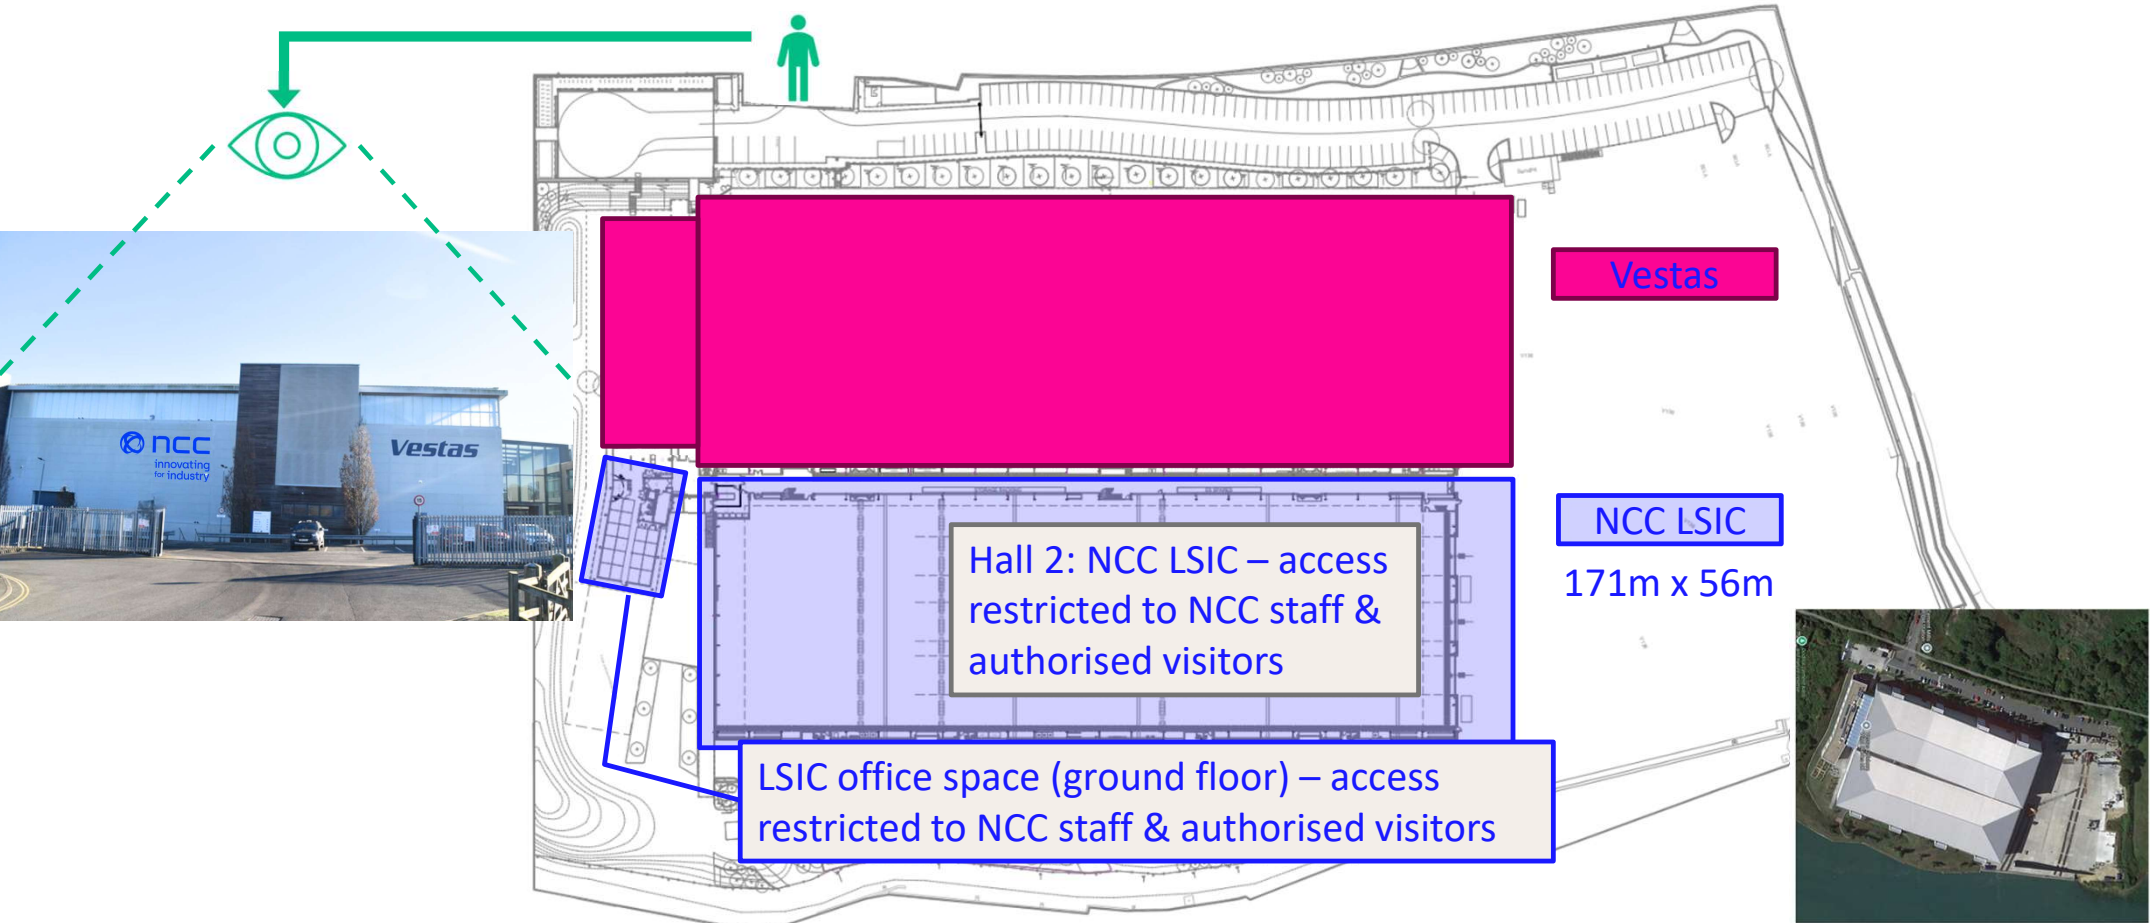 ncc
innovating
for industry
Vestas
Vestas
NCC LSIC
171m x 56m
Hall 2: NCC LSIC – access
restricted to NCC staff &
authorised visitors
LSIC office space (ground floor) – access
restricted to NCC staff & authorised visitors